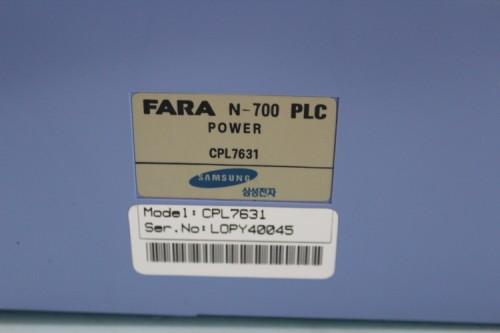 FARA N-700 PLC
POWER
CPL7631
SAMSUNG
삼성전자
Model: CPL7631
Ser.No: LOPY40045